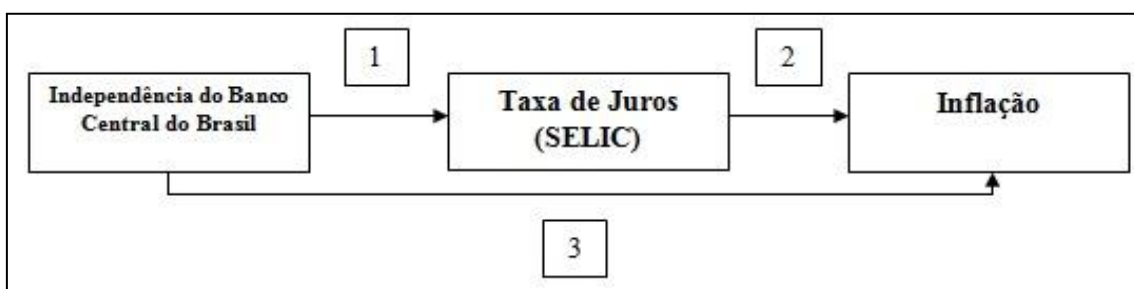 1
2
Independência do Banco
Central do Brasil
Taxa de Juros
(SELIC)
Inflação
3